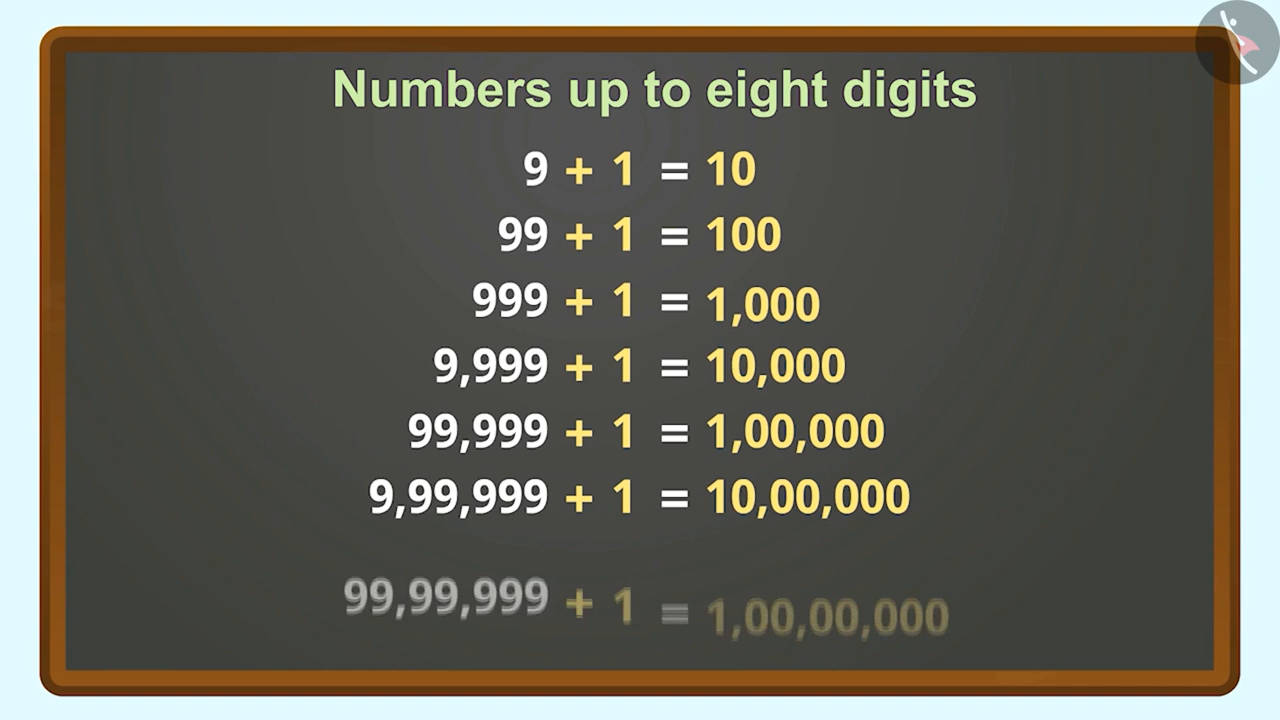 Numbers up to eight digits
9 + 1 = 10
99 + 1 = 100
999 + 1 = 1,000
9,999 + 1 = 10,000
99,999 + 1 = 1,00,000
9,99,999 + 1 = 10,00,000
99,99,999 + 1 = 1,00,00,000